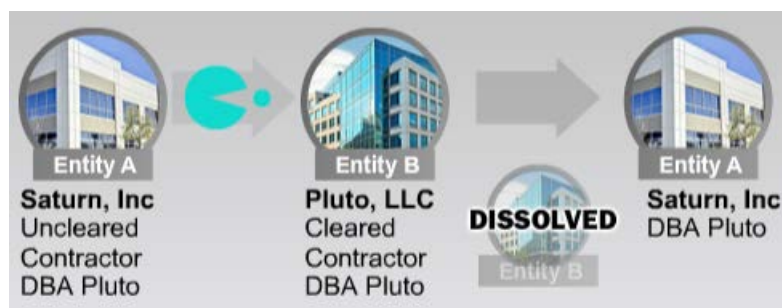 Entity A
Saturn, Inc
Uncleared
Contractor
DBA Pluto
Entity B
Pluto, LLC
Cleared
Contractor
DBA Pluto
DISSOLVED
Entity B
Entity A
Saturn, Inc
DBA Pluto